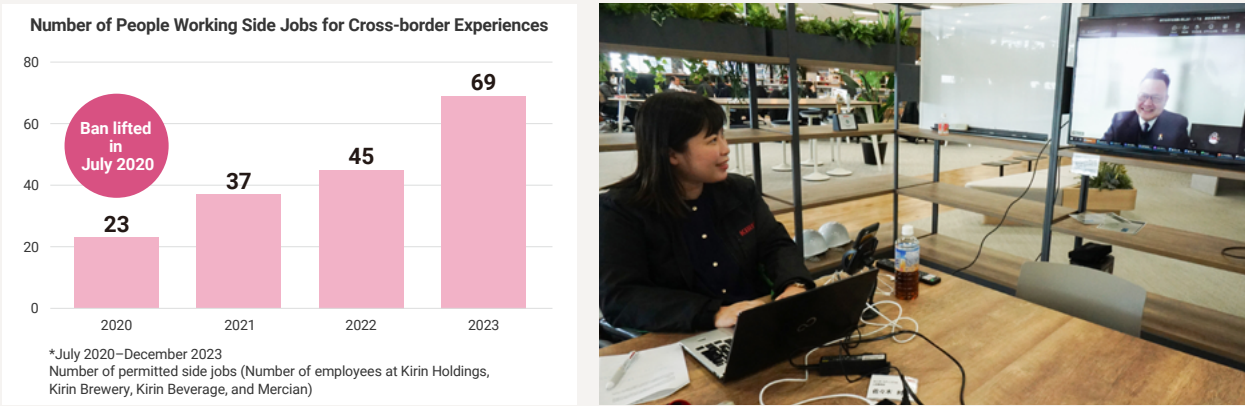 Number of People Working Side Jobs for Cross-border Experiences
80
60
40
20
0
Ban lifted
in
July 2020
23
37
45
69
2020
2021
2022
2023
*July 2020–December 2023
Number of permitted side jobs (Number of employees at Kirin Holdings,
Kirin Brewery, Kirin Beverage, and Mercian)